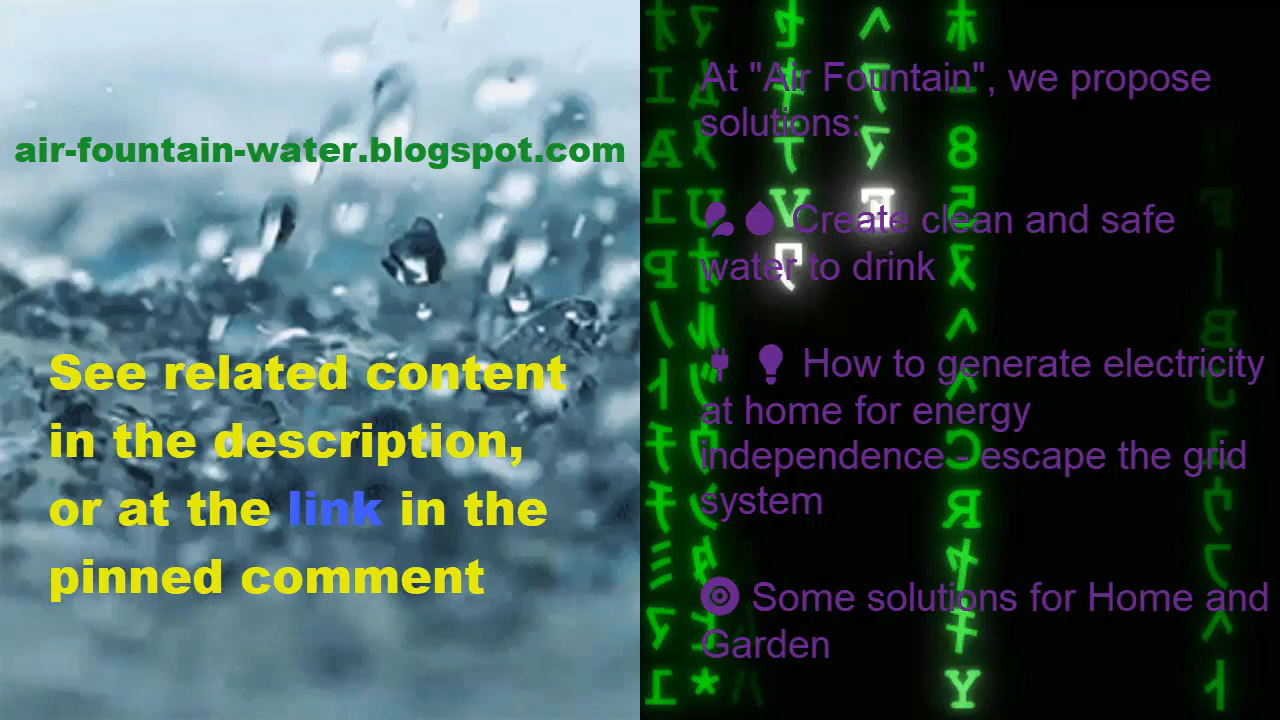 air-fountain-water.blogspot.com
See related content
in the description,
or at the link in the
pinned comment
At "Air Fountain", we propose
solutions:
Create clean and safe
water to drink
How to generate electricity
at home for energy
independence - escape the grid
system
Some solutions for Home and
Garden